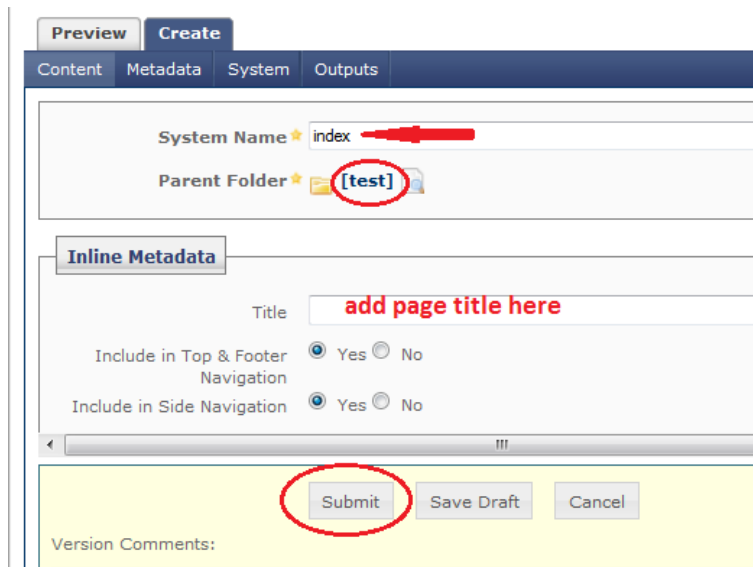 Preview Create
Content Metadata System Outputs
System Name index
Parent Folder [test]
Inline Metadata
Title add page title here
Include in Top & Footer Yes No
Navigation
Include in Side Navigation Yes No
Submit Save Draft Cancel
Version Comments: